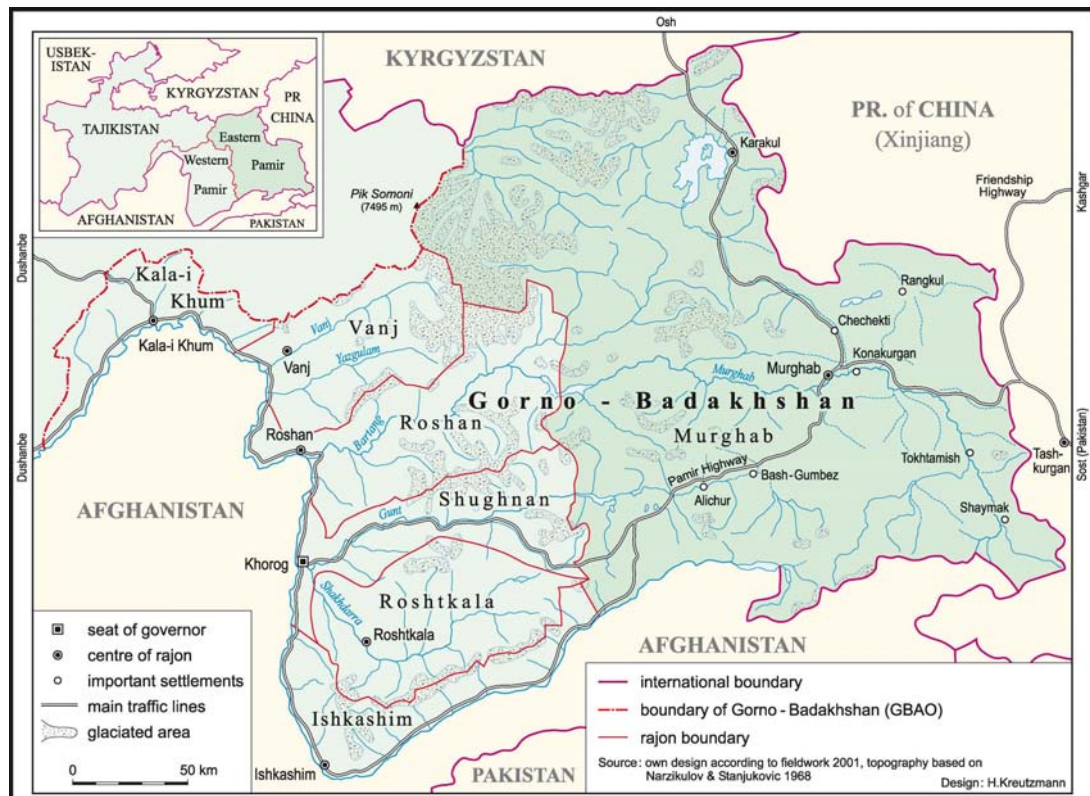 Osh
USBEK-
ISTAN
KYRGYZSTAN
PR
CHINA
TAJIKISTAN
Eastern
Western
Pamir
Pamir
AFGHANISTAN
PAKISTAN
KYRGYZSTAN
PR. of CHINA
(Xinjiang)
Karakul
Friendship
Highway
Kashgar
Pik Somoni
(7495 m)
Dushanbe
Kala-i
Khum
Kala-i Khum
Rangkul
Chechekti
Vanj
Vanj
Yazgulam
Vanj
Konakurgan
Murghab
Murghab
Gorno - Badakhshan
Roshan
Bartang
Roshan
Murghab
Dushanbe
Tash-
kurgan
Sost (Pakistan)
Tokhtamish
Pamir Highway
Bash-Gumbez
Alichur
Shughnan
Gunt
AFGHANISTAN
Shaymak
Khorog
Shakhdarra
Roshtkala
Roshtkala
AFGHANISTAN
Ishkashim
Ishkashim
PAKISTAN
seat of governor
centre of rajon
important settlements
main traffic lines
glaciated area
0 50 km
international boundary
boundary of Gorno - Badakhshan (GBAO)
rajon boundary
Source: own design according to fieldwork 2001, topography based on
Narzikulov & Stanjukovic 1968
Design: H.Kreutzmann